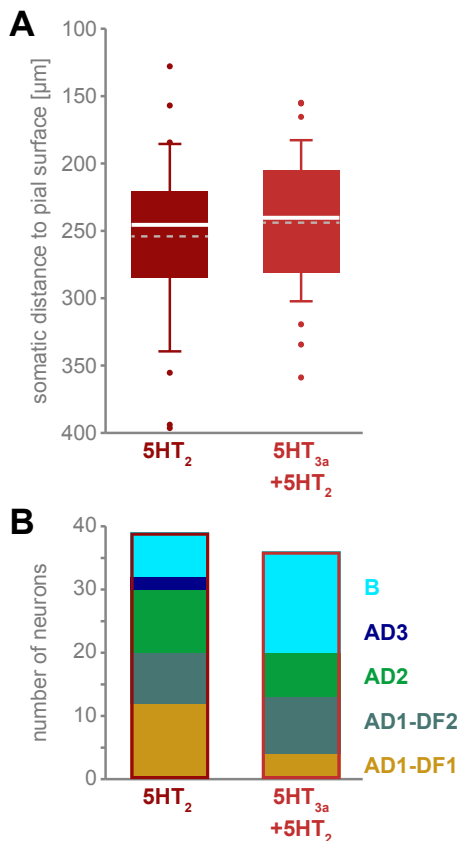 A
somatic distance to pial surface [µm]
100
150
200
250
300
350
400
5HT₂
5HT₃ₐ
+5HT₂
B
number of neurons
40
30
20
10
0
B
AD3
AD2
AD1-DF2
AD1-DF1
5HT₂
5HT₃ₐ
+5HT₂